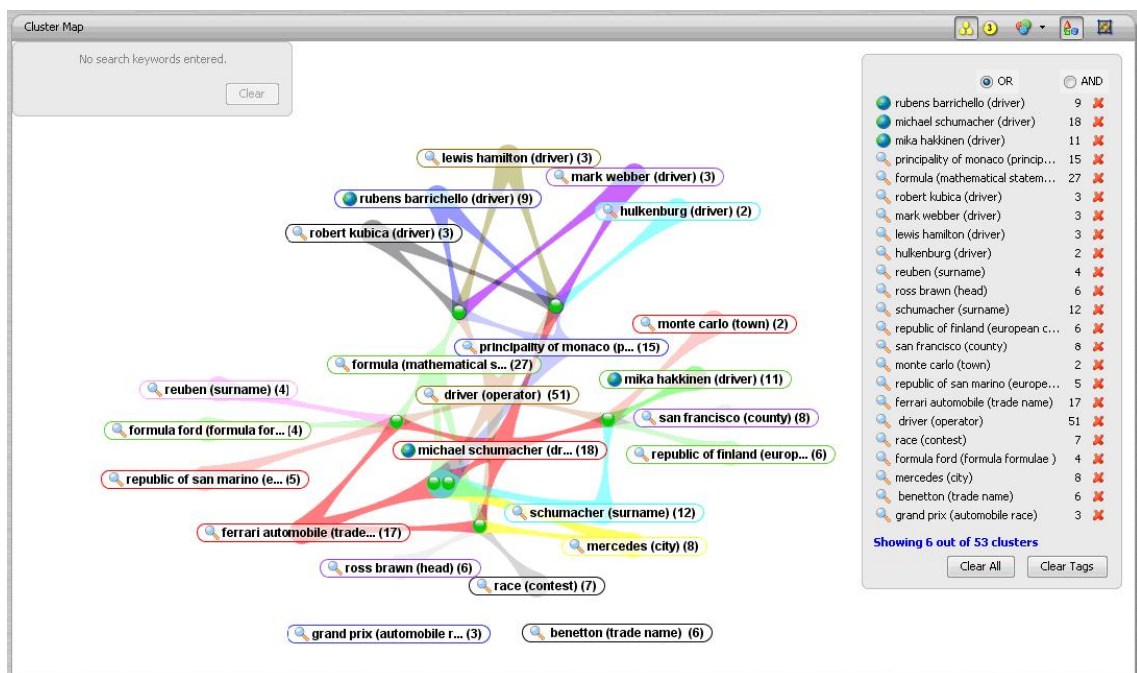 Cluster Map
3
No search keywords entered.
Clear
lewis hamilton (driver) (3)
mark webber (driver) (3)
rubens barrichello (driver) (9)
hulkenburg (driver) (2)
robert kubica (driver) (3)
monte carlo (town) (2)
principality of monaco (p... (15)
formula (mathematical s... (27)
mika hakkinen (driver) (11)
reuben (surname) (4)
driver (operator) (51)
san francisco (county) (8)
formula ford (formula for... (4)
michael schumacher (dr... (18)
republic of finland (europ... (6)
republic of san marino (e... (5)
schumacher (surname) (12)
ferrari automobile (trade... (17)
mercedes (city) (8)
ross brawn (head) (6)
race (contest) (7)
grand prix (automobile r... (3)
benetton (trade name) (6)
OR AND
rubens barrichello (driver) 9
michael schumacher (driver) 18
mika hakkinen (driver) 11
principality of monaco (princip... 15
formula (mathematical statem... 27
robert kubica (driver) 3
mark webber (driver) 3
lewis hamilton (driver) 3
hulkenburg (driver) 2
reuben (surname) 4
ross brawn (head) 6
schumacher (surname) 12
republic of finland (european c... 6
san francisco (county) 8
monte carlo (town) 2
republic of san marino (europe... 5
ferrari automobile (trade name) 17
driver (operator) 51
race (contest) 7
formula ford (formula formulae ) 4
mercedes (city) 8
benetton (trade name) 6
grand prix (automobile race) 3
Showing 6 out of 53 clusters
Clear All Clear Tags